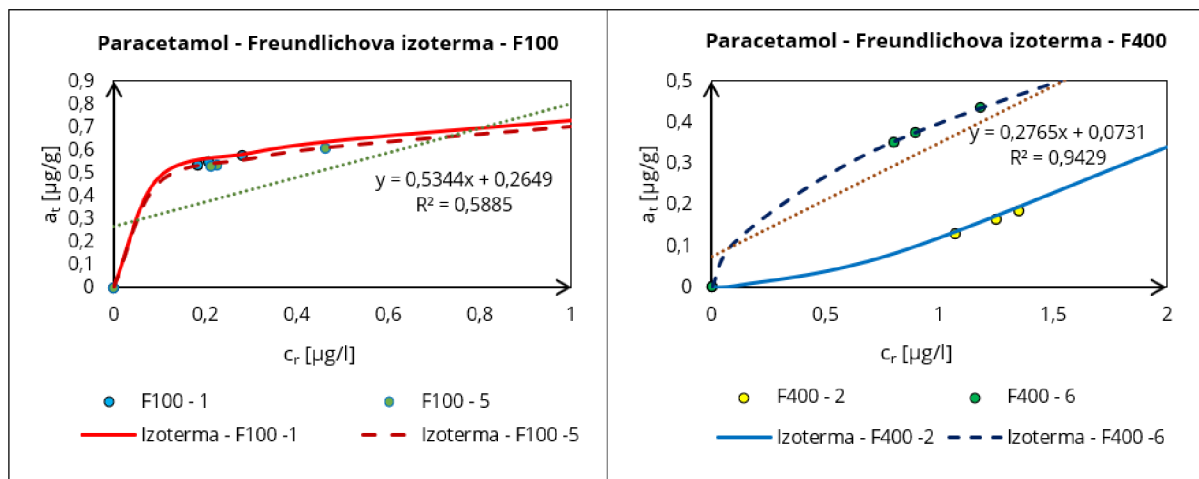 Paracetamol - Freundlichova izoterma - F100
0,9
0,8
0,7
0,6
0,5
0,4
0,3
0,2
0,1
0
aₜ [µg/g]
y = 0,5344x + 0,2649
R² = 0,5885
0 0,2 0,4 0,6 0,8 1
cᵣ [µg/l]
F100 - 1 F100 - 5
Izoterma - F100 -1 Izoterma - F100 -5
Paracetamol - Freundlichova izoterma - F400
0,5
0,4
0,3
0,2
0,1
0
aₜ [µg/g]
y = 0,2765x + 0,0731
R² = 0,9429
0 0,5 1 1,5 2
cᵣ [µg/l]
F400 - 2 F400 - 6
Izoterma - F400 -2 Izoterma - F400 -6